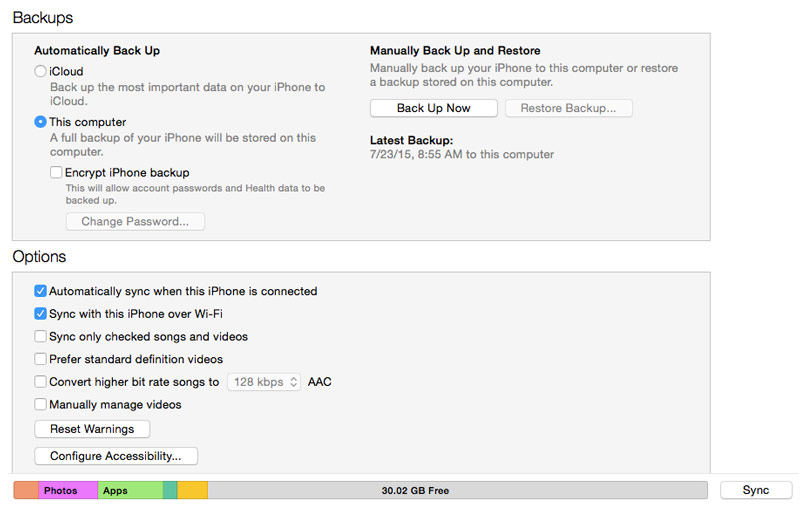 Backups
Automatically Back Up
iCloud
Back up the most important data on your iPhone to
iCloud.
This computer
A full backup of your iPhone will be stored on this
computer.
Encrypt iPhone backup
This will allow account passwords and Health data to be
backed up.
Change Password...
Manually Back Up and Restore
Manually back up your iPhone to this computer or restore
a backup stored on this computer.
Back Up Now
Restore Backup...
Latest Backup:
7/23/15, 8:55 AM to this computer
Options
Automatically sync when this iPhone is connected
Sync with this iPhone over Wi-Fi
Sync only checked songs and videos
Prefer standard definition videos
Convert higher bit rate songs to 128 kbps AAC
Manually manage videos
Reset Warnings
Configure Accessibility...
Photos Apps 30.02 GB Free Sync